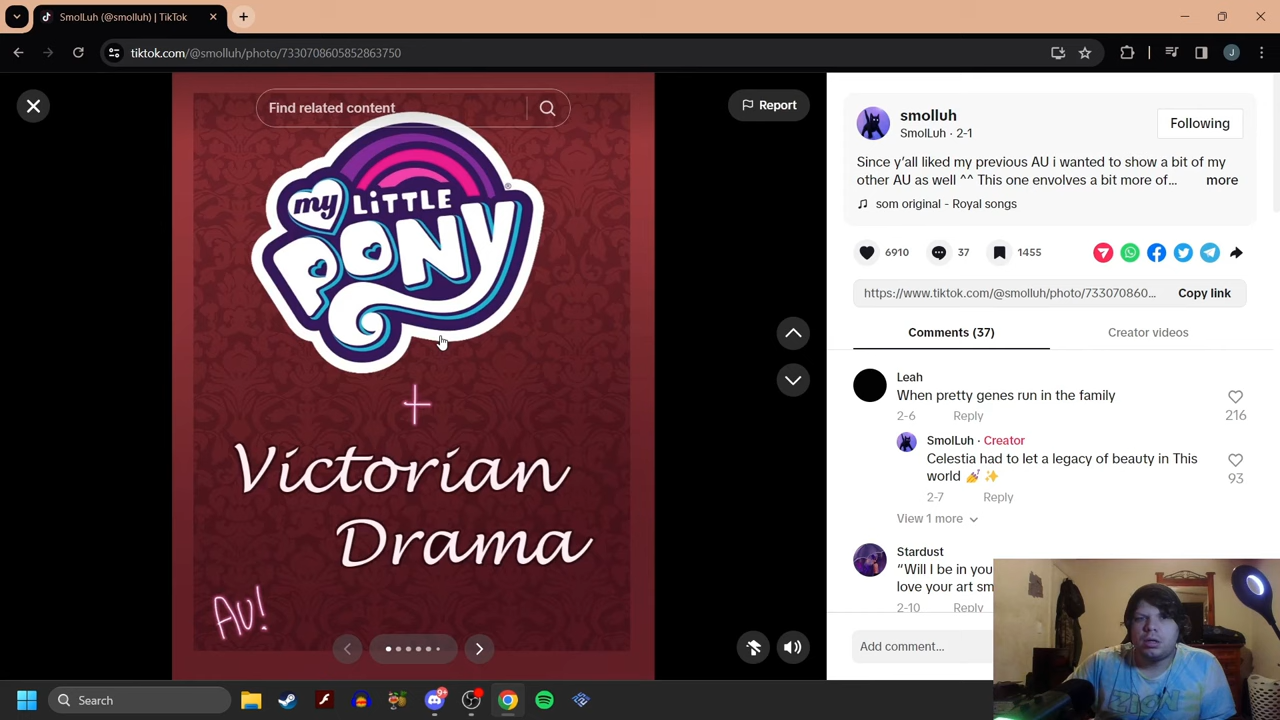 SmolLuh (@smolluh) | TikTok
tiktok.com/@smolluh/photo/7330708605852863750
J
Find related content
Report
my LiTTLE
PONY
®
+
Victorian
Drama
AU!
smolluh
SmolLuh · 2-1
Following
Since y'all liked my previous AU i wanted to show a bit of my
other AU as well ^^ This one envolves a bit more of... more
som original - Royal songs
6910
37
1455
https://www.tiktok.com/@smolluh/photo/733070860...
Copy link
Comments (37)
Creator videos
Leah
When pretty genes run in the family
2-6
Reply
216
SmolLuh · Creator
Celestia had to let a legacy of beauty in This
world 💅 ✨
2-7
Reply
93
View 1 more
Stardust
“Will I be in you
love your art sm
2-10
Reply
Add comment...
Search
9+